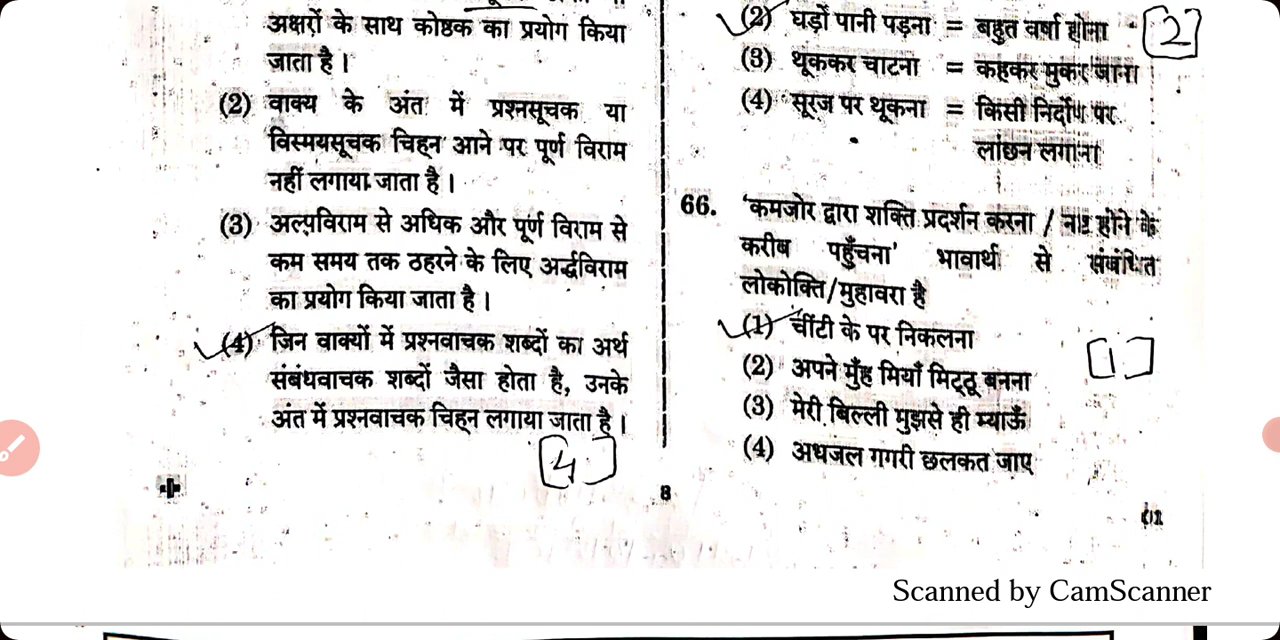 अक्षरों के साथ कोष्ठक का प्रयोग किया
जाता है।
(2) वाक्य के अंत में प्रश्नसूचक या
विस्मयसूचक चिह्न आने पर पूर्ण विराम
नहीं लगाया जाता है।
(3) अल्पविराम से अधिक और पूर्ण विराम से
कम समय तक ठहरने के लिए अर्द्धविराम
का प्रयोग किया जाता है।
(4) जिन वाक्यों में प्रश्नवाचक शब्दों का अर्थ
संबंधवाचक शब्दों जैसा होता है, उनके
अंत में प्रश्नवाचक चिह्न लगाया जाता है।
[4]
(2) घड़ों पानी पड़ना = बहुत वर्षा होना
[2]
(3) थूककर चाटना = कहकर मुकर जाना
(4) सूरज पर थूकना = किसी निर्दोष पर
लांछन लगाना
66. 'कमजोर द्वारा शक्ति प्रदर्शन करना / नष्ट होने के
करीब पहुँचना' भावार्थ से संबंधित
लोकोक्ति/मुहावरा है
(1) चींटी के पर निकलना
[1]
(2) अपने मुँह मियाँ मिट्ठू बनना
(3) मेरी बिल्ली मुझसे ही म्याऊँ
(4) अधजल गगरी छलकत जाए
8
Scanned by CamScanner